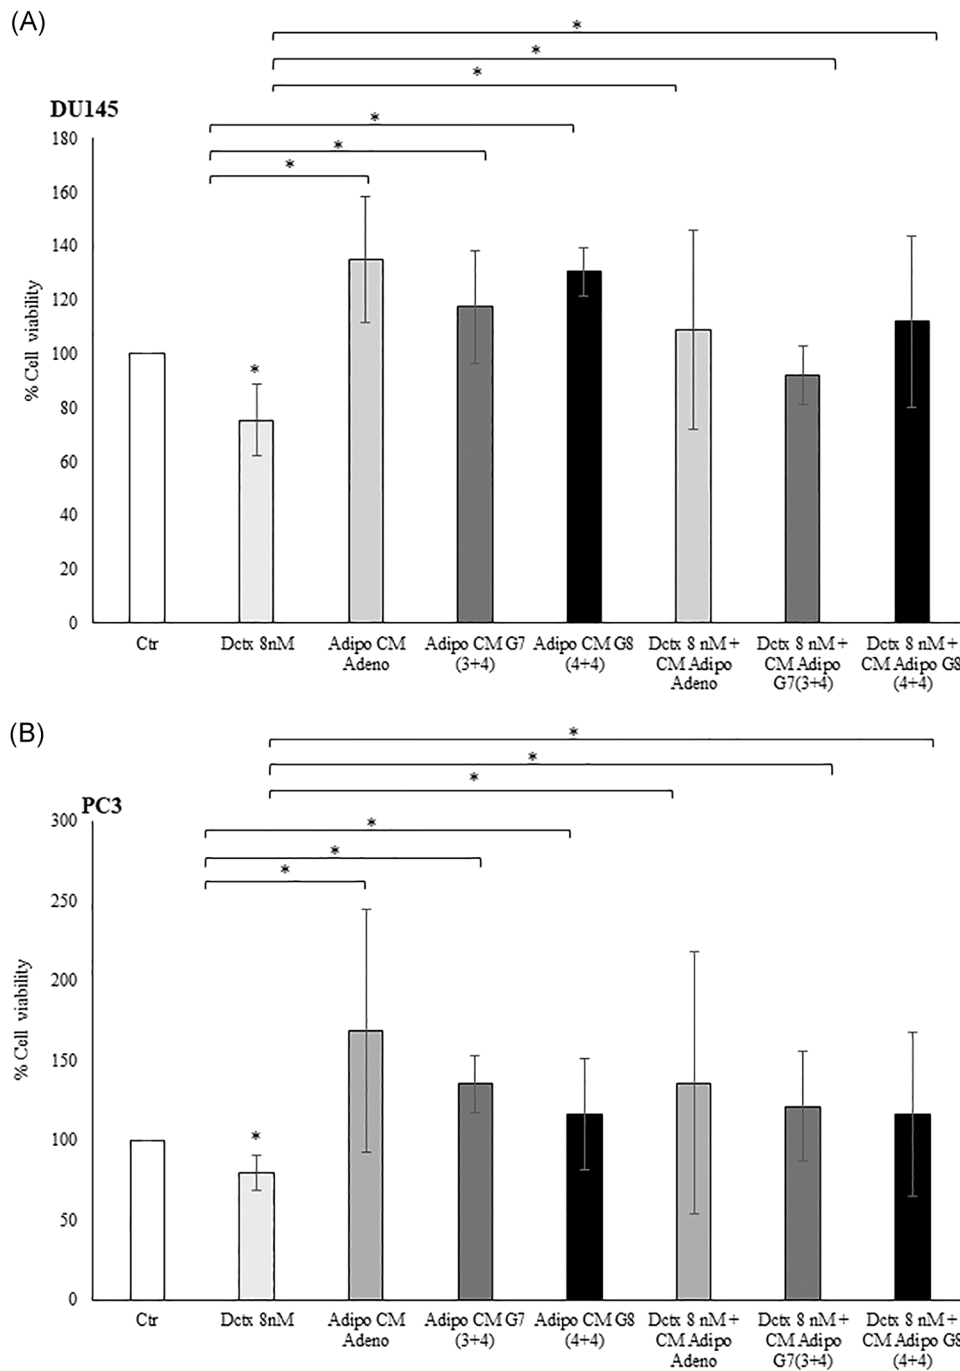 (A)
*
*
*
DU145
*
*
*
180
160
140
120
100
80
60
40
20
0
% Cell viability
*
Ctr
Dctx 8nM
Adipo CM
Adeno
Adipo CM G7
(3+4)
Adipo CM G8
(4+4)
Dctx 8 nM +
CM Adipo
Adeno
Dctx 8 nM +
CM Adipo
G7(3+4)
Dctx 8 nM +
CM Adipo G8
(4+4)
(B)
*
*
*
PC3
*
*
*
300
250
200
150
100
50
0
% Cell viability
*
Ctr
Dctx 8nM
Adipo CM
Adeno
Adipo CM G7
(3+4)
Adipo CM G8
(4+4)
Dctx 8 nM +
CM Adipo
Adeno
Dctx 8 nM +
CM Adipo
G7(3+4)
Dctx 8 nM +
CM Adipo G8
(4+4)